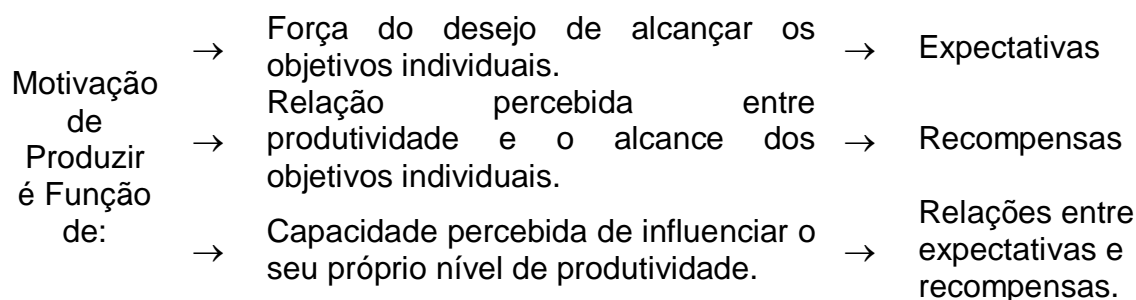 Motivação
de
Produzir
é Função
de:
→ Força do desejo de alcançar os
objetivos individuais.
→ Expectativas
→ Relação percebida entre
produtividade e o alcance dos
objetivos individuais.
→ Recompensas
→ Capacidade percebida de influenciar o
seu próprio nível de produtividade.
→ Relações entre
expectativas e
recompensas.